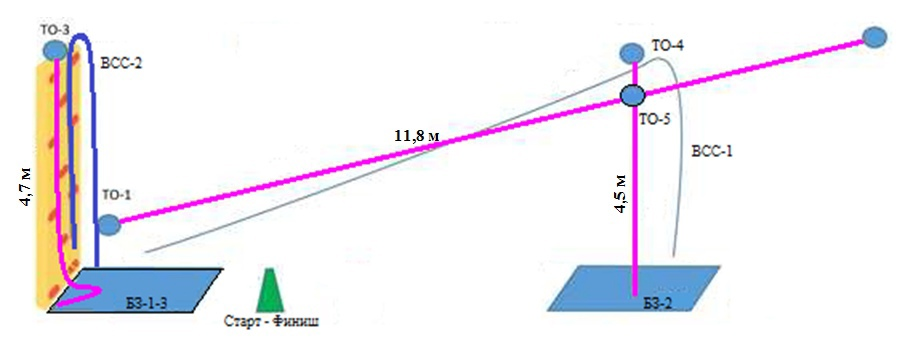 ТО-3
ВСС-2
4,7 м
ТО-1
11,8 м
ТО-4
ТО-5
ВСС-1
4,5 м
БЗ-1-3
Старт - Финиш
БЗ-2